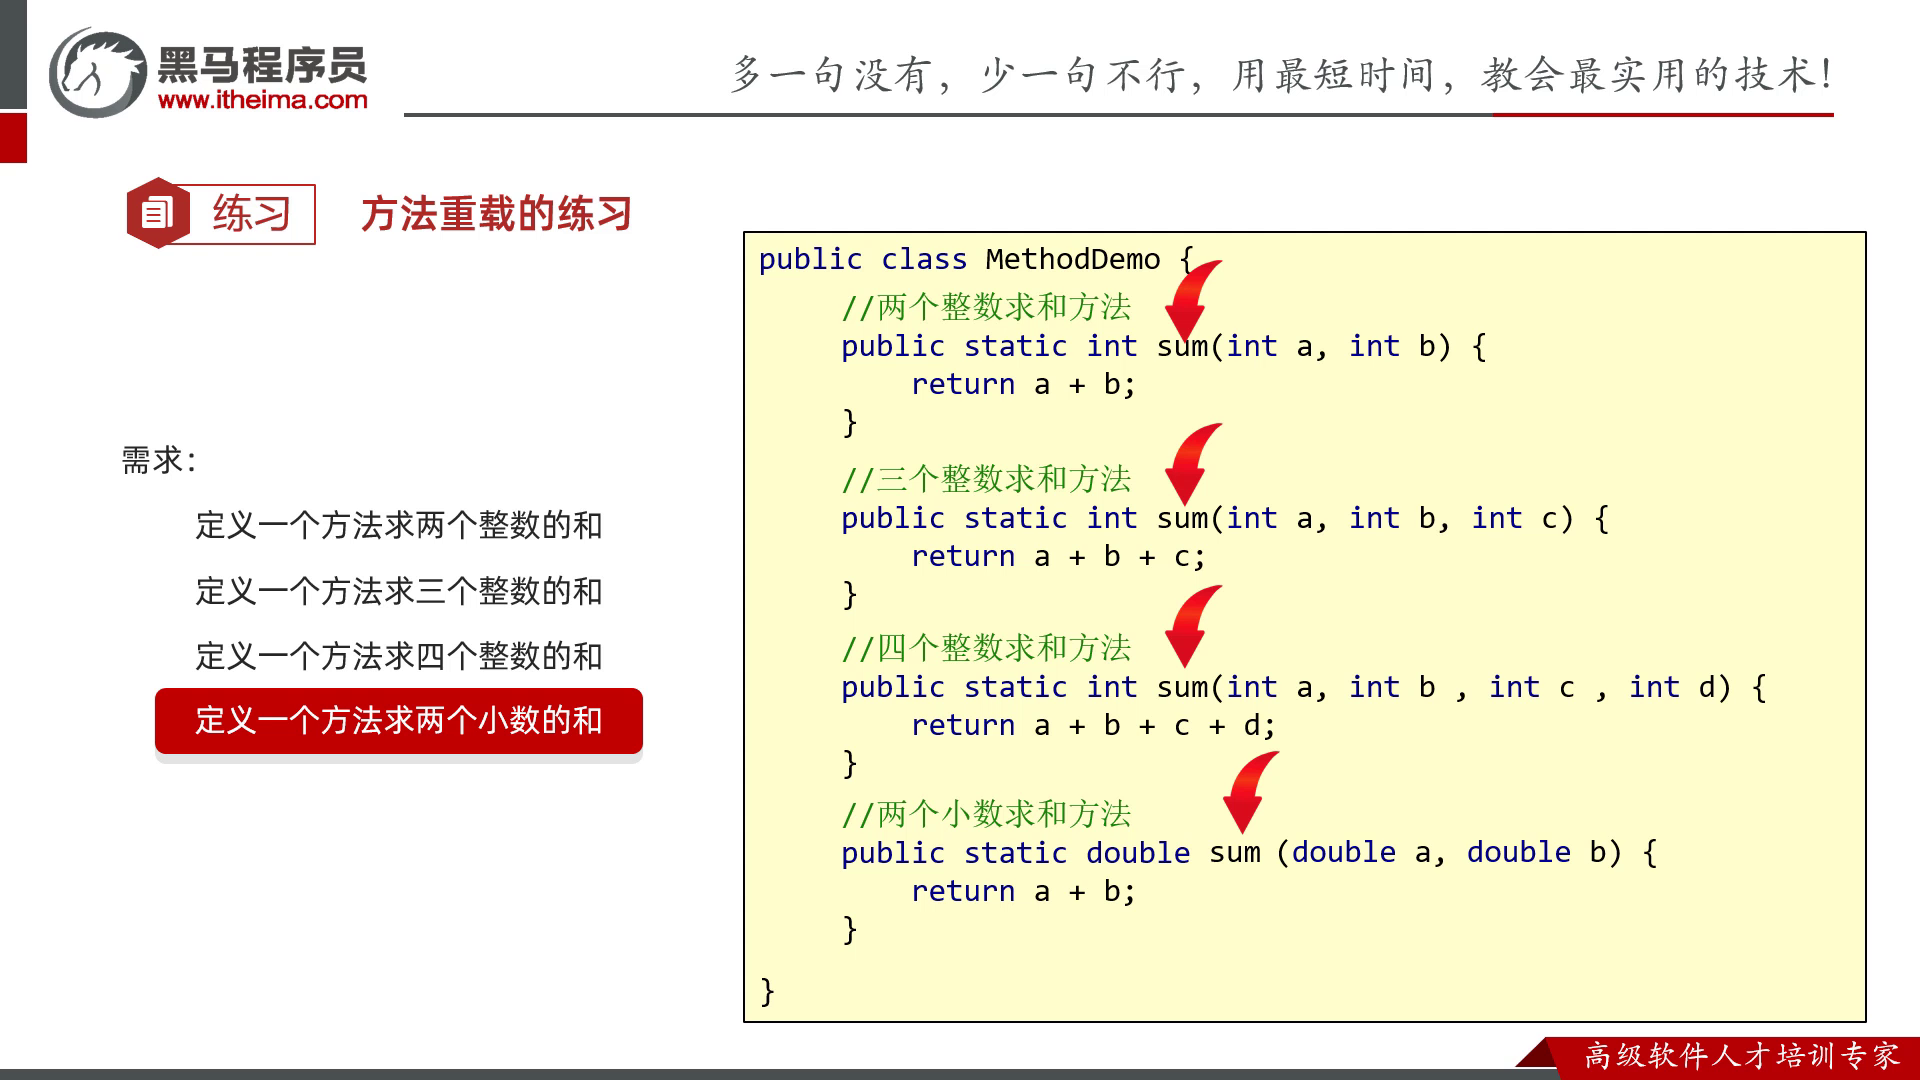 黑马程序员
www.itheima.com
多一句没有，少一句不行，用最短时间，教会最实用的技术！
练习
方法重载的练习
需求：
定义一个方法求两个整数的和
定义一个方法求三个整数的和
定义一个方法求四个整数的和
定义一个方法求两个小数的和
public class MethodDemo {
//两个整数求和方法
public static int sum(int a, int b) {
return a + b;
}
//三个整数求和方法
public static int sum(int a, int b, int c) {
return a + b + c;
}
//四个整数求和方法
public static int sum(int a, int b , int c , int d) {
return a + b + c + d;
}
//两个小数求和方法
public static double sum (double a, double b) {
return a + b;
}
}
高级软件人才培训专家